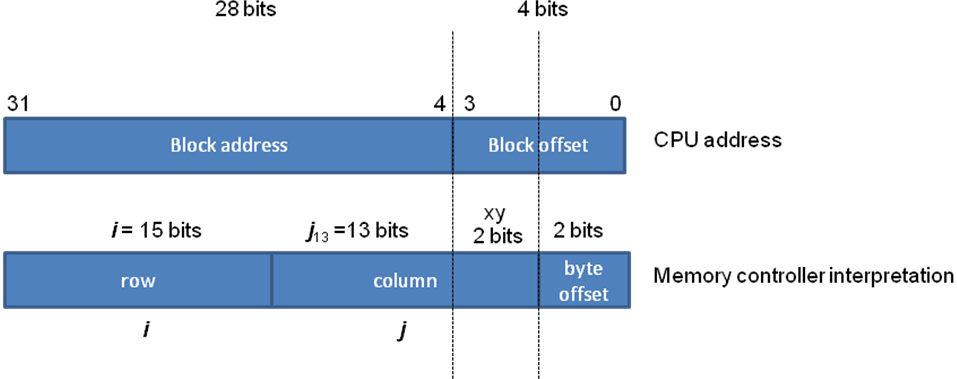 28 bits 4 bits
31 4 3 0
Block address Block offset CPU address
xy
i = 15 bits j13 =13 bits 2 bits 2 bits
row column byte offset Memory controller interpretation
i j